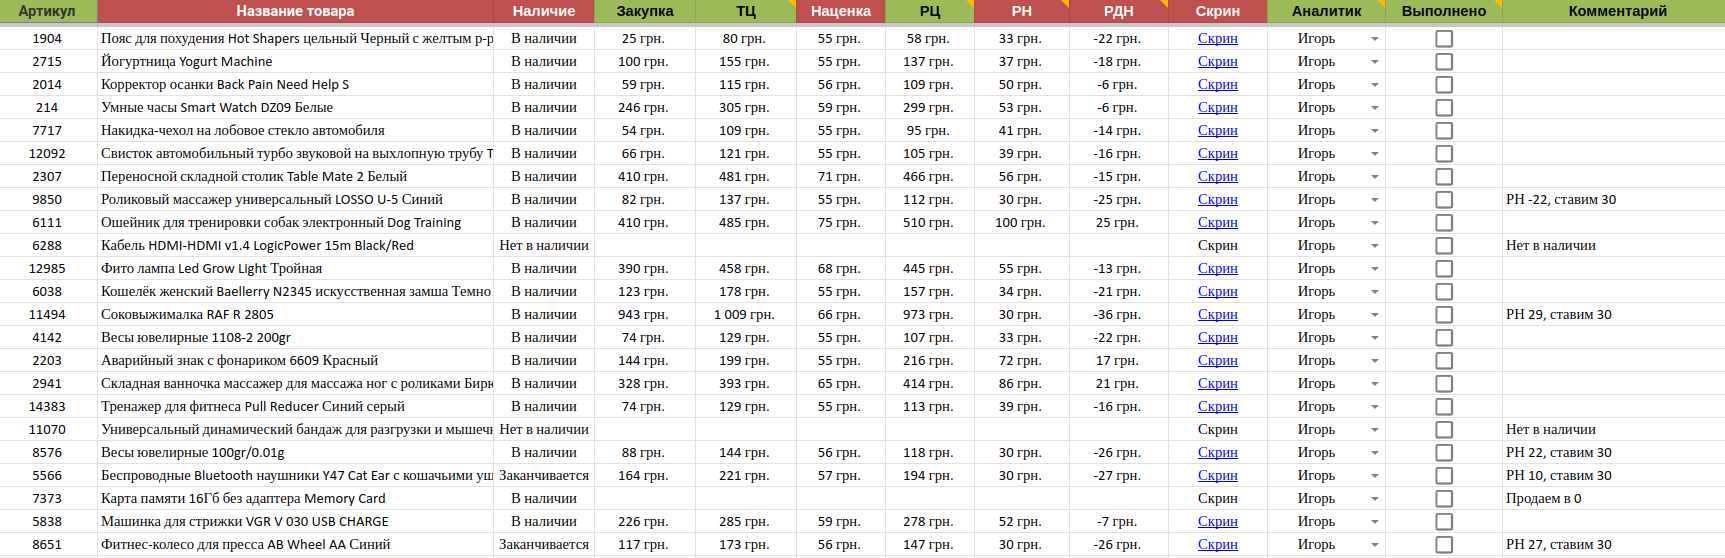 Артикул Название товара Наличие Закупка ТЦ Наценка РЦ РН РДН Скрин Аналитик Выполнено Комментарий
1904 Пояс для похудения Hot Shapers цельный Черный с желтым р-р В наличии 25 грн. 80 грн. 55 грн. 58 грн. 33 грн. -22 грн. Скрин Игорь
2715 Йогуртница Yogurt Machine В наличии 100 грн. 155 грн. 55 грн. 137 грн. 37 грн. -18 грн. Скрин Игорь
2014 Корректор осанки Back Pain Need Help S В наличии 59 грн. 115 грн. 56 грн. 109 грн. 50 грн. -6 грн. Скрин Игорь
214 Умные часы Smart Watch DZ09 Белые В наличии 246 грн. 305 грн. 59 грн. 299 грн. 53 грн. -6 грн. Скрин Игорь
7717 Накидка-чехол на лобовое стекло автомобиля В наличии 54 грн. 109 грн. 55 грн. 95 грн. 41 грн. -14 грн. Скрин Игорь
12092 Свисток автомобильный турбо звуковой на выхлопную трубу T В наличии 66 грн. 121 грн. 55 грн. 105 грн. 39 грн. -16 грн. Скрин Игорь
2307 Переносной складной столик Table Mate 2 Белый В наличии 410 грн. 481 грн. 71 грн. 466 грн. 56 грн. -15 грн. Скрин Игорь
9850 Роликовый массажер универсальный LOSSO U-5 Синий В наличии 82 грн. 137 грн. 55 грн. 112 грн. 30 грн. -25 грн. Скрин Игорь РН -22, ставим 30
6111 Ошейник для тренировки собак электронный Dog Training В наличии 410 грн. 485 грн. 75 грн. 510 грн. 100 грн. 25 грн. Скрин Игорь
6288 Кабель HDMI-HDMI v1.4 LogicPower 15m Black/Red Нет в наличии Скрин Игорь Нет в наличии
12985 Фито лампа Led Grow Light Тройная В наличии 390 грн. 458 грн. 68 грн. 445 грн. 55 грн. -13 грн. Скрин Игорь
6038 Кошелёк женский Baellerry N2345 искусственная замша Темно В наличии 123 грн. 178 грн. 55 грн. 157 грн. 34 грн. -21 грн. Скрин Игорь
11494 Соковыжималка RAF R 2805 В наличии 943 грн. 1 009 грн. 66 грн. 973 грн. 30 грн. -36 грн. Скрин Игорь РН 29, ставим 30
4142 Весы ювелирные 1108-2 200gr В наличии 74 грн. 129 грн. 55 грн. 107 грн. 33 грн. -22 грн. Скрин Игорь
2203 Аварийный знак с фонариком 6609 Красный В наличии 144 грн. 199 грн. 55 грн. 216 грн. 72 грн. 17 грн. Скрин Игорь
2941 Складная ванночка массажер для массажа ног с роликами Бирю В наличии 328 грн. 393 грн. 65 грн. 414 грн. 86 грн. 21 грн. Скрин Игорь
14383 Тренажер для фитнеса Pull Reducer Синий серый В наличии 74 грн. 129 грн. 55 грн. 113 грн. 39 грн. -16 грн. Скрин Игорь
11070 Универсальный динамический бандаж для разгрузки и мышечн Нет в наличии Скрин Игорь Нет в наличии
8576 Весы ювелирные 100gr/0.01g В наличии 88 грн. 144 грн. 56 грн. 118 грн. 30 грн. -26 грн. Скрин Игорь РН 22, ставим 30
5566 Беспроводные Bluetooth наушники Y47 Cat Ear с кошачьими уш Заканчивается 164 грн. 221 грн. 57 грн. 194 грн. 30 грн. -27 грн. Скрин Игорь РН 10, ставим 30
7373 Карта памяти 16Гб без адаптера Memory Card В наличии Скрин Игорь Продаем в 0
5838 Машинка для стрижки VGR V 030 USB CHARGE В наличии 226 грн. 285 грн. 59 грн. 278 грн. 52 грн. -7 грн. Скрин Игорь
8651 Фитнес-колесо для пресса AB Wheel AA Синий Заканчивается 117 грн. 173 грн. 56 грн. 147 грн. 30 грн. -26 грн. Скрин Игорь РН 27, ставим 30